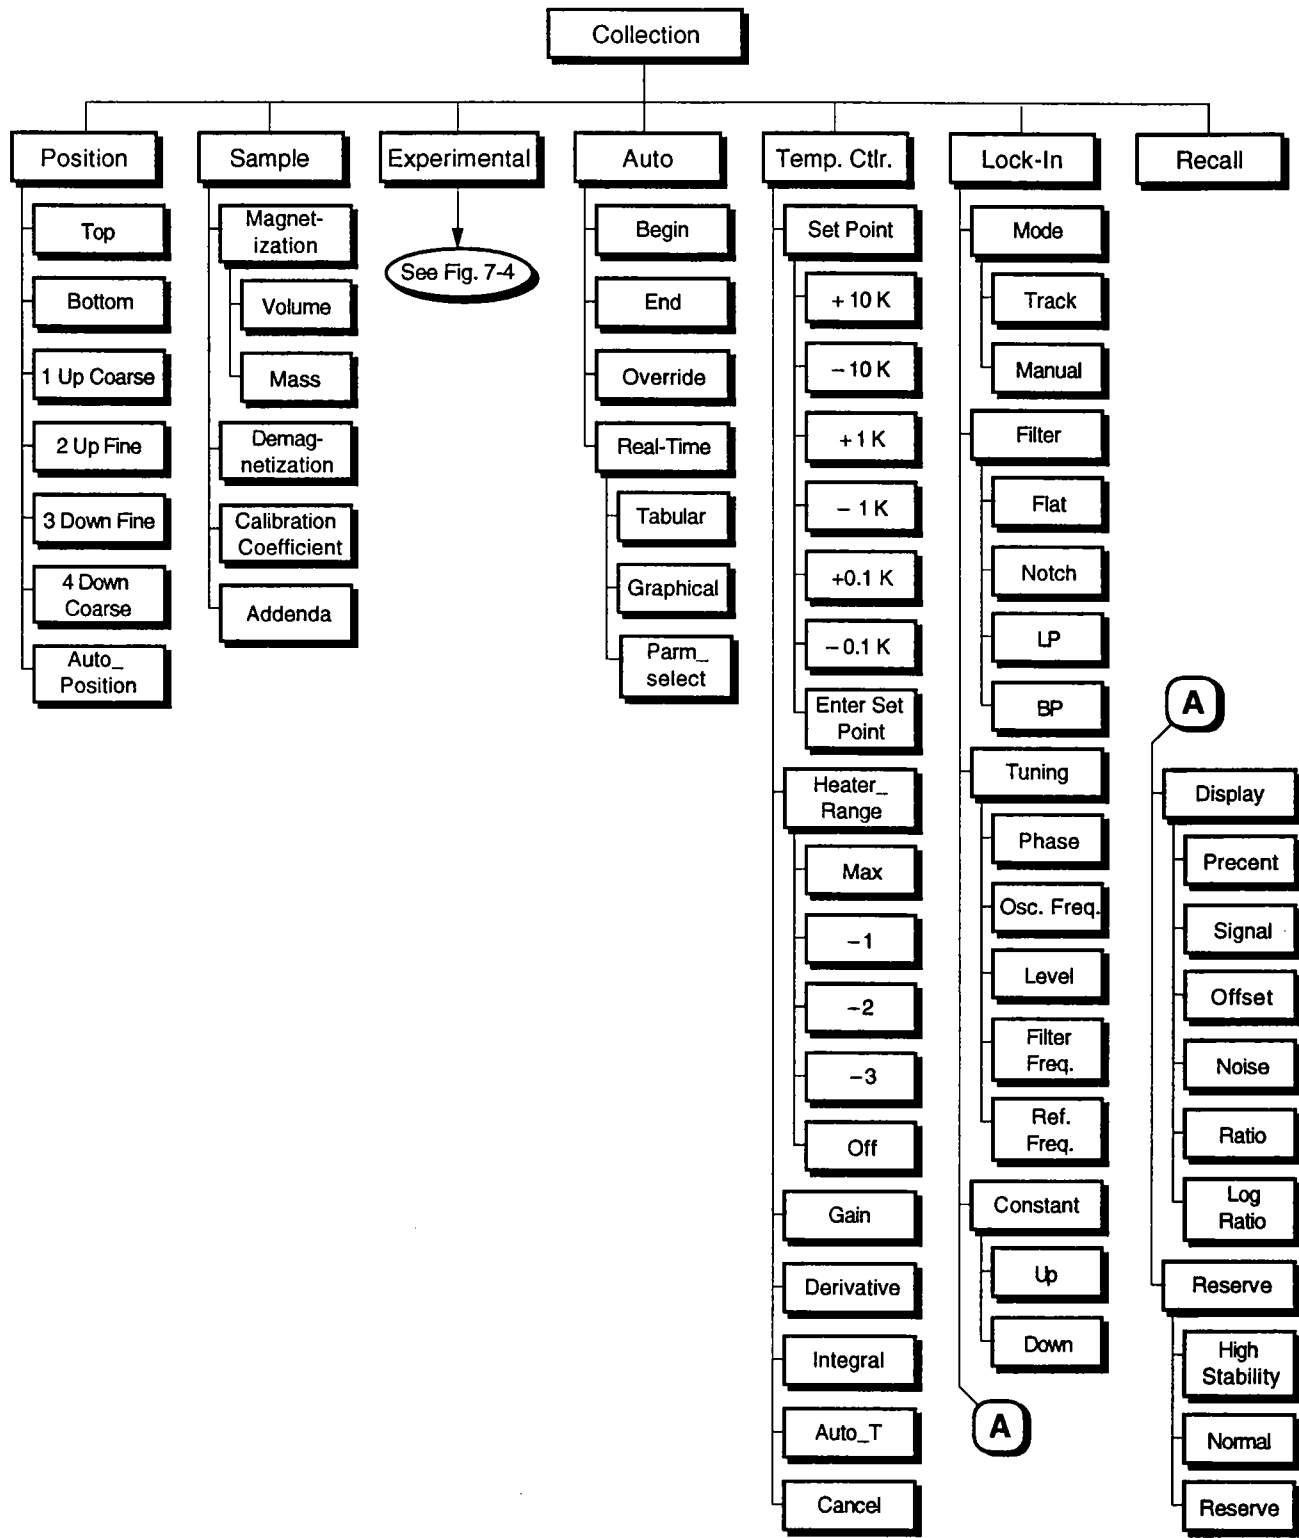 Collection
Position
Top
Bottom
1 Up Coarse
2 Up Fine
3 Down Fine
4 Down
Coarse
Auto_
Position
Sample
Magnet-
ization
Volume
Mass
Demag-
netization
Calibration
Coefficient
Addenda
Experimental
See Fig. 7-4
Auto
Begin
End
Override
Real-Time
Tabular
Graphical
Parm_
select
Temp. Ctlr.
Set Point
+ 10 K
– 10 K
+ 1 K
– 1 K
+0.1 K
– 0.1 K
Enter Set
Point
Heater_
Range
Max
–1
–2
–3
Off
Gain
Derivative
Integral
Auto_T
Cancel
Lock-In
Mode
Track
Manual
Filter
Flat
Notch
LP
BP
Tuning
Phase
Osc. Freq.
Level
Filter
Freq.
Ref.
Freq.
Constant
Up
Down
A
Recall
A
Display
Precent
Signal
Offset
Noise
Ratio
Log
Ratio
Reserve
High
Stability
Normal
Reserve